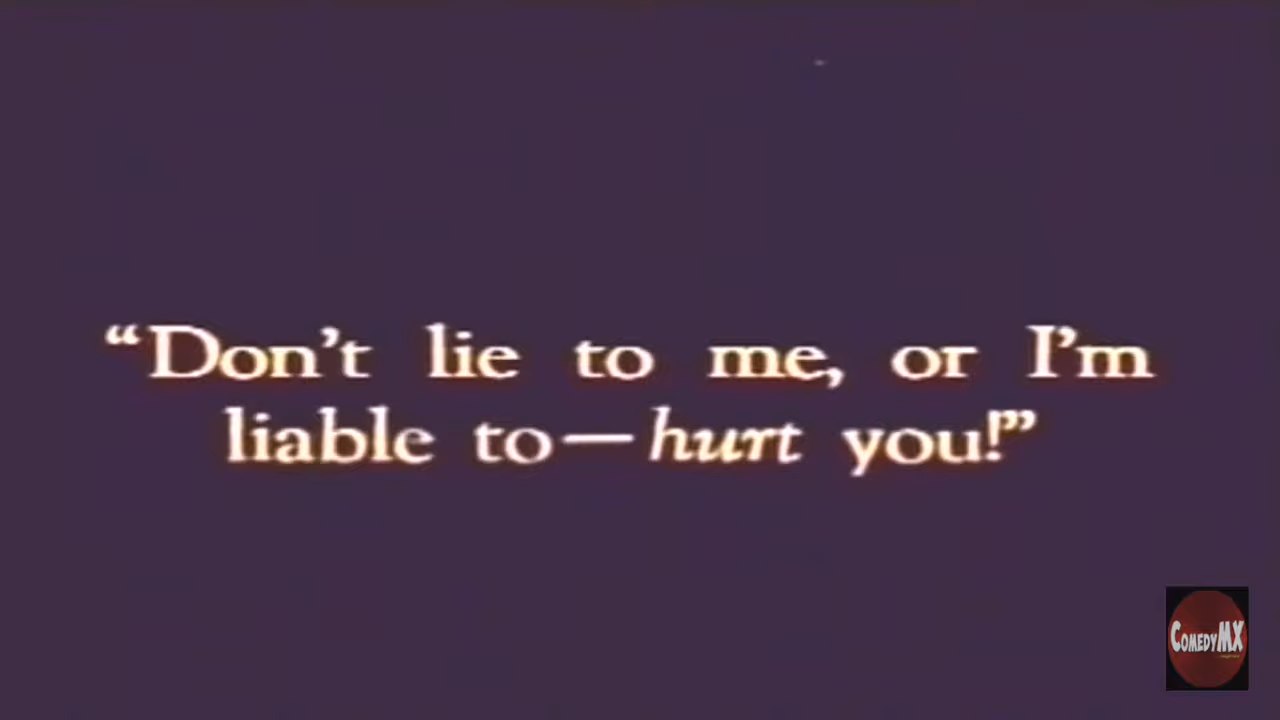 “Don’t lie to me, or I’m
liable to—hurt you!”
COMEDYMX